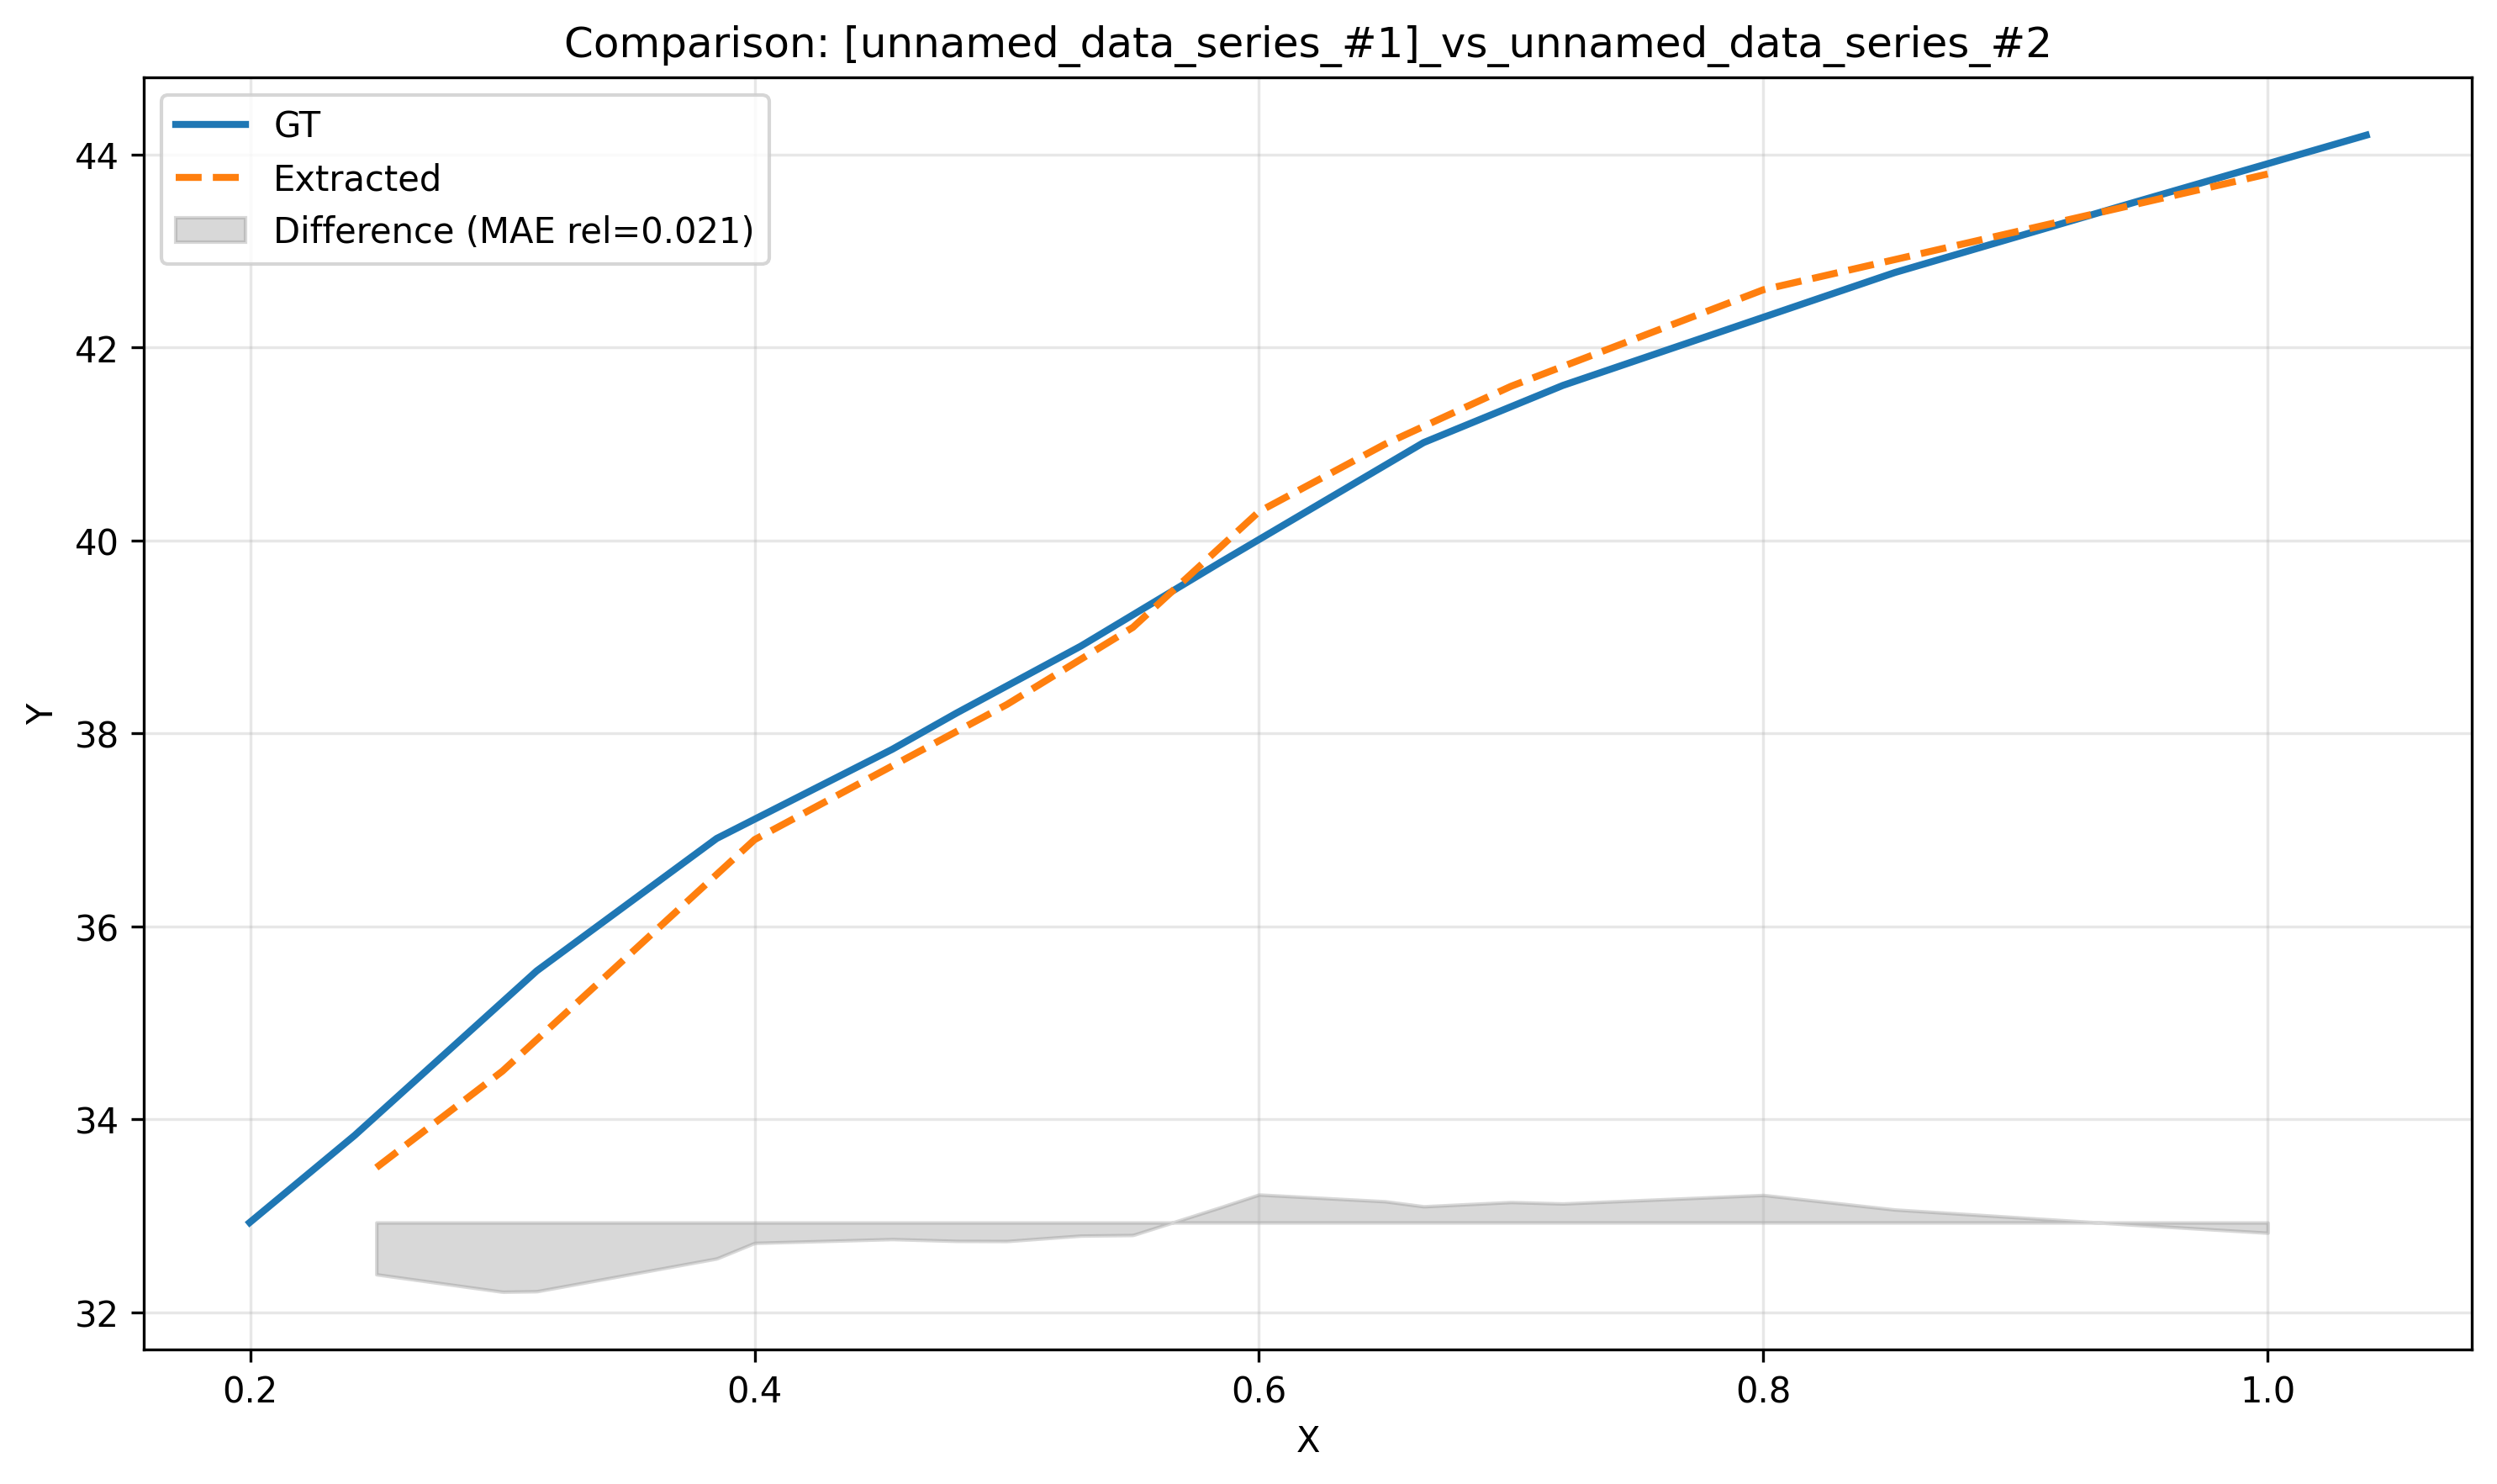 Comparison: [unnamed_data_series_#1]_vs_unnamed_data_series_#2
GT
Extracted
Difference (MAE rel=0.021)
44
42
40
38
36
34
32
Y
0.2 0.4 0.6 0.8 1.0
X